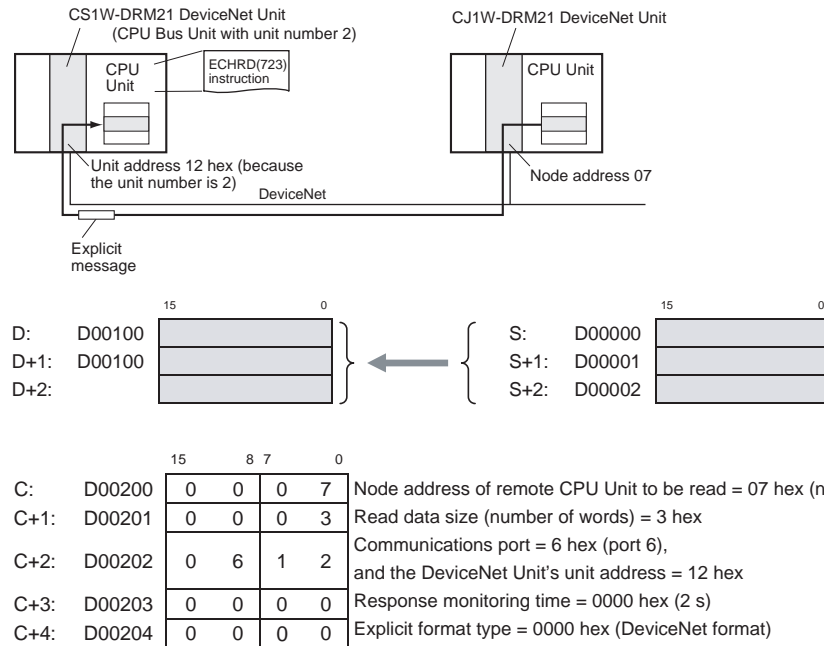 CS1W-DRM21 DeviceNet Unit
(CPU Bus Unit with unit number 2)
CJ1W-DRM21 DeviceNet Unit
CPU
Unit
ECHRD(723)
instruction
CPU Unit
Unit address 12 hex (because
the unit number is 2)
Node address 07
DeviceNet
Explicit
message
15 0
15 0
D: D00100
S: D00000
D+1: D00100
S+1: D00001
D+2:
S+2: D00002
15 8 7 0
C: D00200 0 0 0 7 Node address of remote CPU Unit to be read = 07 hex (n
C+1: D00201 0 0 0 3 Read data size (number of words) = 3 hex
C+2: D00202 0 6 1 2 Communications port = 6 hex (port 6),
and the DeviceNet Unit's unit address = 12 hex
C+3: D00203 0 0 0 0 Response monitoring time = 0000 hex (2 s)
C+4: D00204 0 0 0 0 Explicit format type = 0000 hex (DeviceNet format)